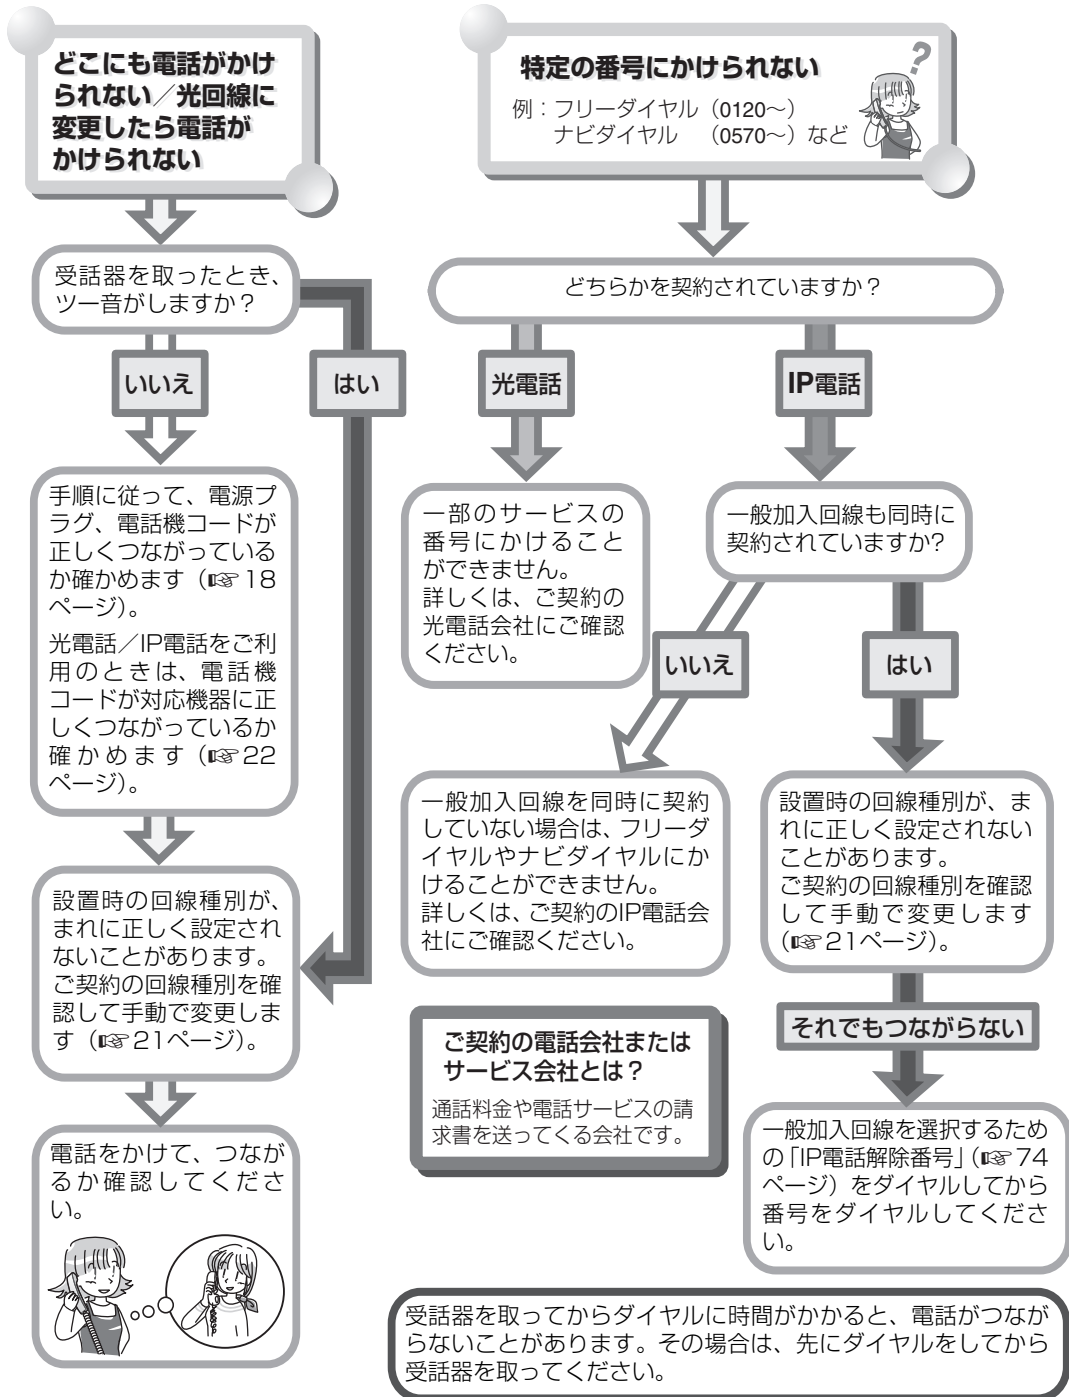 どこにも電話がかけ
られない／光回線に
変更したら電話が
かけられない
受話器を取ったとき、
ツー音がしますか？
いいえ
はい
手順に従って、電源プ
ラグ、電話機コードが
正しくつながっている
か確かめます（☞18
ページ）。
光電話／IP電話をご利
用のときは、電話機
コードが対応機器に正
しくつながっているか
確かめます（☞22
ページ）。
設置時の回線種別が、
まれに正しく設定され
ないことがあります。
ご契約の回線種別を確
認して手動で変更しま
す（☞21ページ）。
電話をかけて、つなが
るか確認してくださ
い。
特定の番号にかけられない
例：フリーダイヤル（0120～）
ナビダイヤル （0570～）など
?
どちらかを契約されていますか？
光電話
IP電話
一部のサービスの
番号にかけること
ができません。
詳しくは、ご契約の
光電話会社にご確認
ください。
一般加入回線も同時に
契約されていますか?
いいえ
はい
一般加入回線を同時に契約
していない場合は、フリーダ
イヤルやナビダイヤルにか
けることができません。
詳しくは、ご契約のIP電話会
社にご確認ください。
設置時の回線種別が、ま
れに正しく設定されない
ことがあります。
ご契約の回線種別を確認
して手動で変更します
（☞21ページ）。
それでもつながらない
一般加入回線を選択するため
の「IP電話解除番号」（☞74
ページ）をダイヤルしてから
番号をダイヤルしてくださ
い。
ご契約の電話会社または
サービス会社とは？
通話料金や電話サービスの請
求書を送ってくる会社です。
受話器を取ってからダイヤルに時間がかかると、電話がつなが
らないことがあります。その場合は、先にダイヤルをしてから
受話器を取ってください。